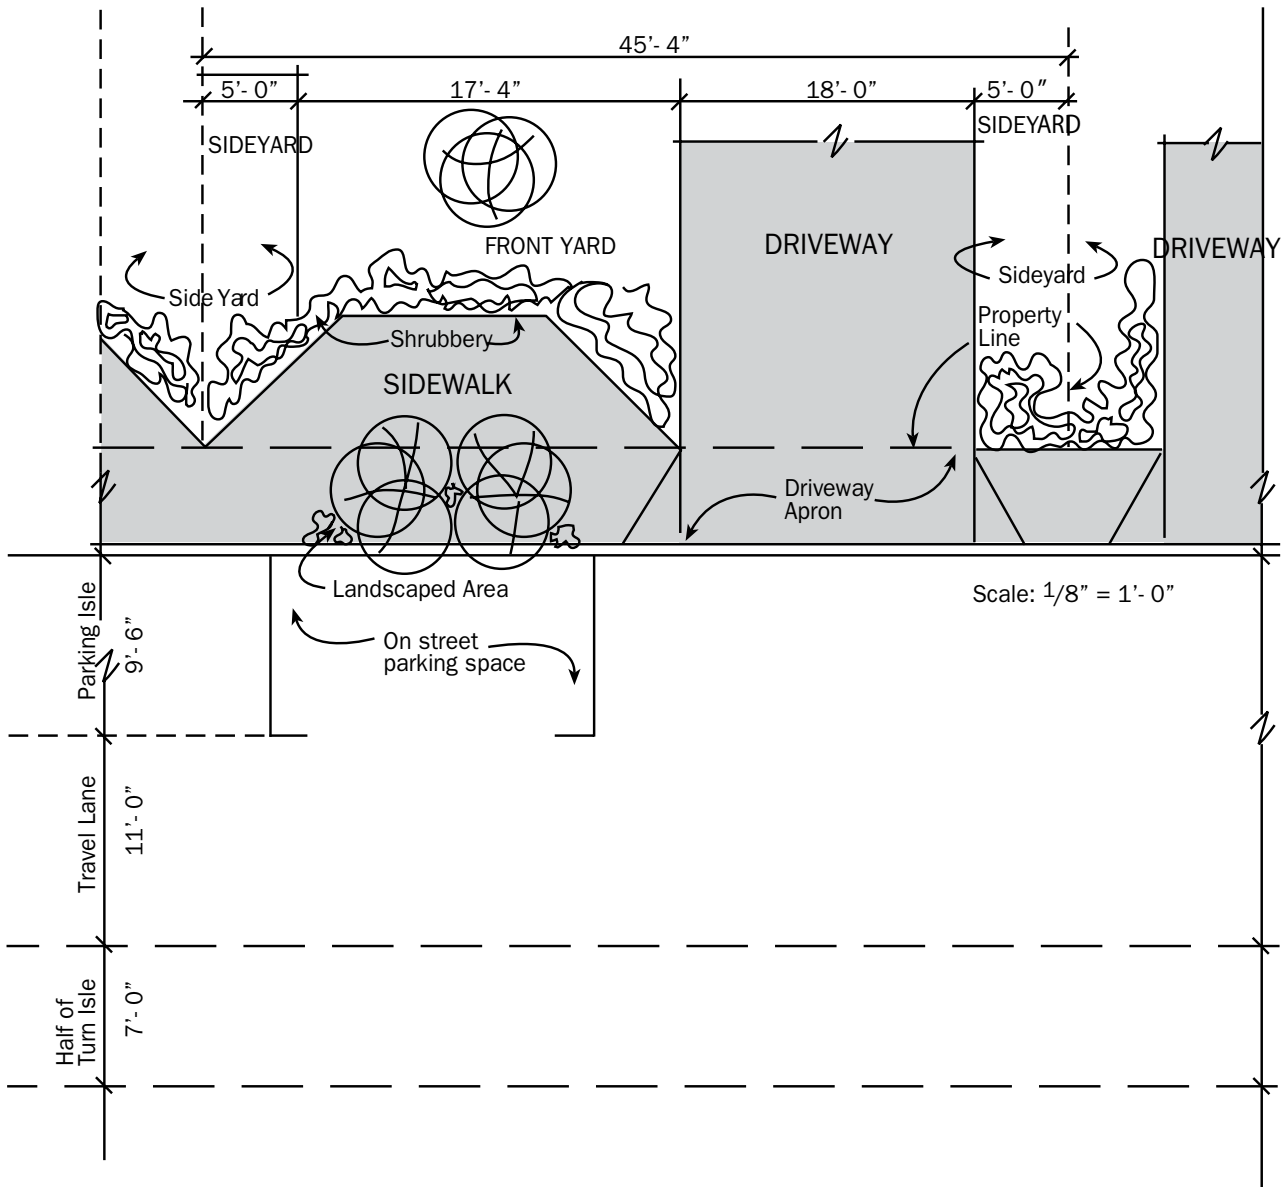 45'- 4”
5'- 0”
17'- 4”
18'- 0”
5'- 0”
SIDEYARD
SIDEYARD
FRONT YARD
DRIVEWAY
DRIVEWAY
Side Yard
Sideyard
Property
Line
Shrubbery
SIDEWALK
Driveway
Apron
Landscaped Area
Scale: 1/8” = 1'- 0”
On street
parking space
Parking Isle
9'- 6”
Travel Lane
11'- 0”
Half of
Turn Isle
7'- 0”